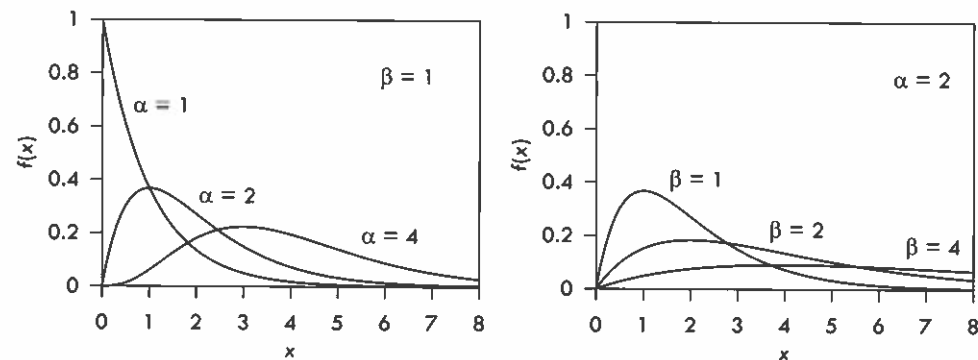 1
0.8
0.6
0.4
0.2
0
f(x)
β = 1
α = 1
α = 2
α = 4
0 1 2 3 4 5 6 7 8
x
1
0.8
0.6
0.4
0.2
0
f(x)
α = 2
β = 1
β = 2
β = 4
0 1 2 3 4 5 6 7 8
x